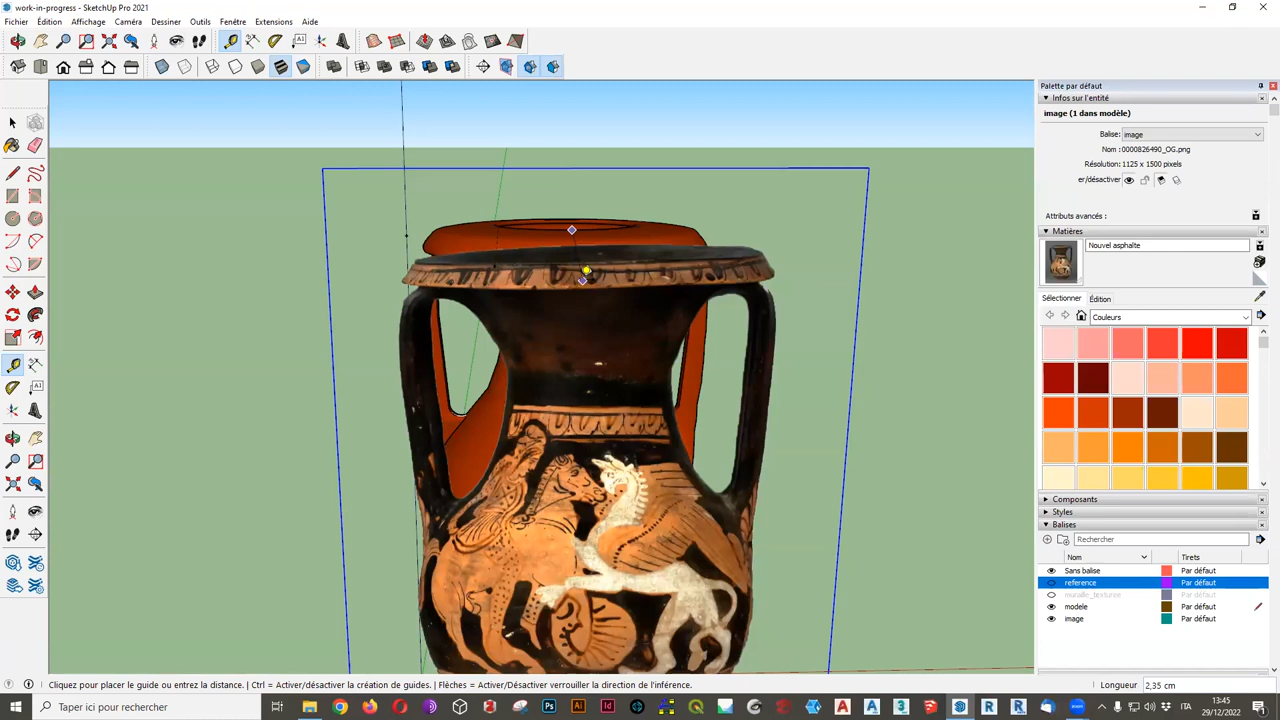 work-in-progress - SketchUp Pro 2021
Fichier Édition Affichage Caméra Dessiner Outils Fenêtre Extensions Aide
Palette par défaut
Infos sur l'entité
image (1 dans modèle)
Balise: image
Nom : 0000826490_OG.png
Résolution: 1125 x 1500 pixels
er/désactiver
Attributs avancés :
Matières
Nouvel asphalte
Sélectionner Édition
Couleurs
Composants
Styles
Balises
Rechercher
Nom Tirets
Sans balise Par défaut
reference Par défaut
muraille_texturee Par défaut
modele Par défaut
image Par défaut
Cliquez pour placer le guide ou entrez la distance. | Ctrl = Activer/désactiver la création de guides. | Flèches = Activer/Désactiver verrouiller la direction de l'inférence.
Longueur 2,35 cm
Taper ici pour rechercher
Ps Ai Id
ITA
13:45
29/12/2022